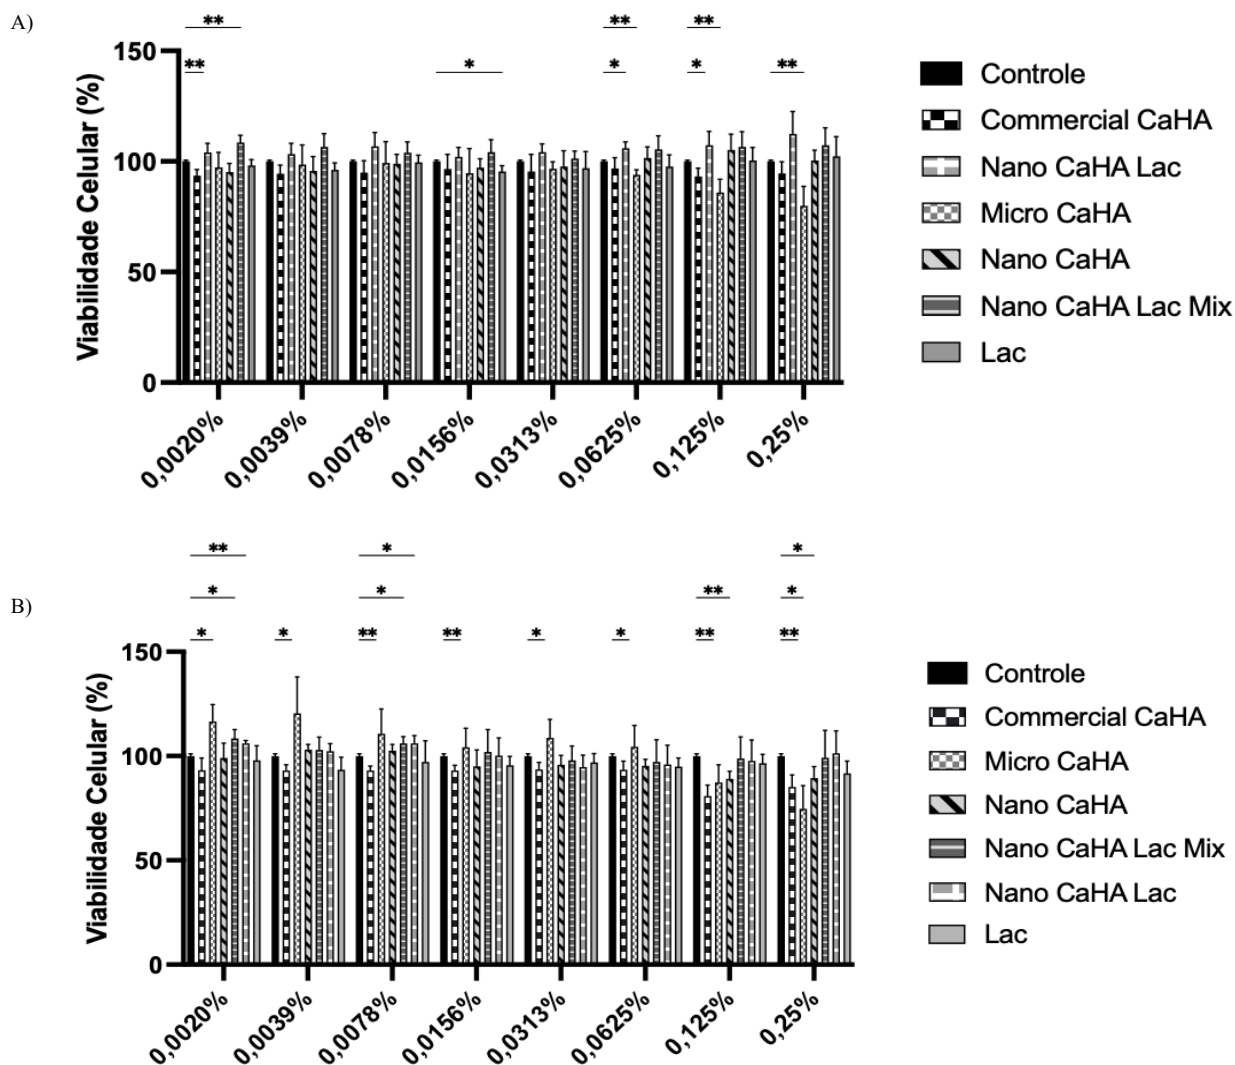 A)
**
**
**
**
*
*
*
**
150
100
50
0
Viabilidade Celular (%)
0,0020%
0,0039%
0,0078%
0,0156%
0,0313%
0,0625%
0,125%
0,25%
Controle
Commercial CaHA
Nano CaHA Lac
Micro CaHA
Nano CaHA
Nano CaHA Lac Mix
Lac
B)
**
*
*
*
*
**
*
*
*
**
**
*
*
**
**
150
100
50
0
Viabilidade Celular (%)
0,0020%
0,0039%
0,0078%
0,0156%
0,0313%
0,0625%
0,125%
0,25%
Controle
Commercial CaHA
Micro CaHA
Nano CaHA
Nano CaHA Lac Mix
Nano CaHA Lac
Lac